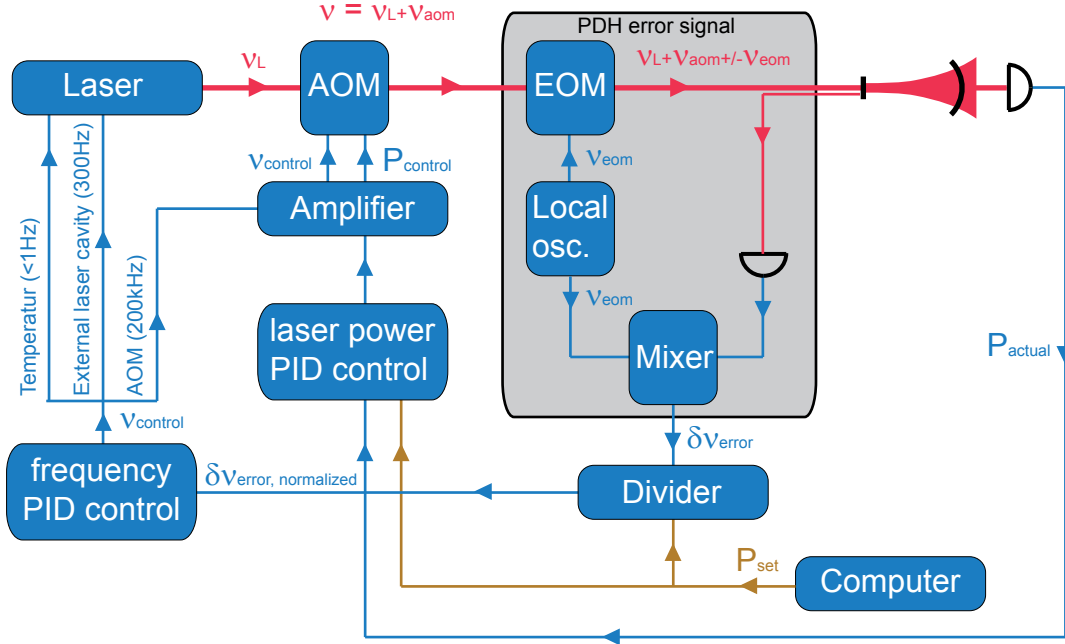 ν = νL+νaom
PDH error signal
Laser
νL
AOM
EOM
νL+νaom+/-νeom
νcontrol
Pcontrol
νeom
Amplifier
Local
osc.
Temperatur (<1Hz)
External laser cavity (300Hz)
AOM (200kHz)
νeom
laser power
PID control
Mixer
Pactual
νcontrol
δνerror
frequency
PID control
δνerror, normalized
Divider
Pset
Computer